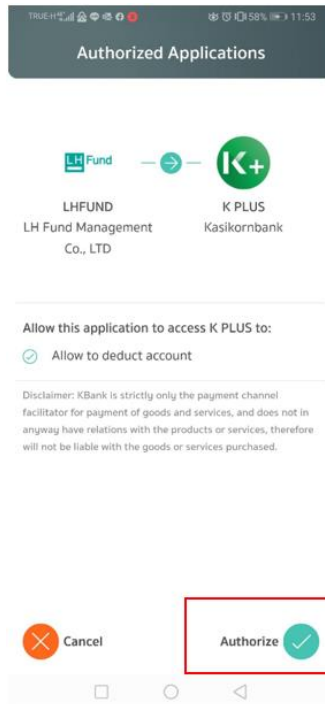 TRUE-H 58% 11:53
Authorized Applications
LH Fund K+
LHFUND K PLUS
LH Fund Management Kasikornbank
Co., LTD
Allow this application to access K PLUS to:
Allow to deduct account
Disclaimer: KBank is strictly only the payment channel
facilitator for payment of goods and services, and does not in
anyway have relations with the products or services, therefore
will not be liable with the goods or services purchased.
Cancel Authorize